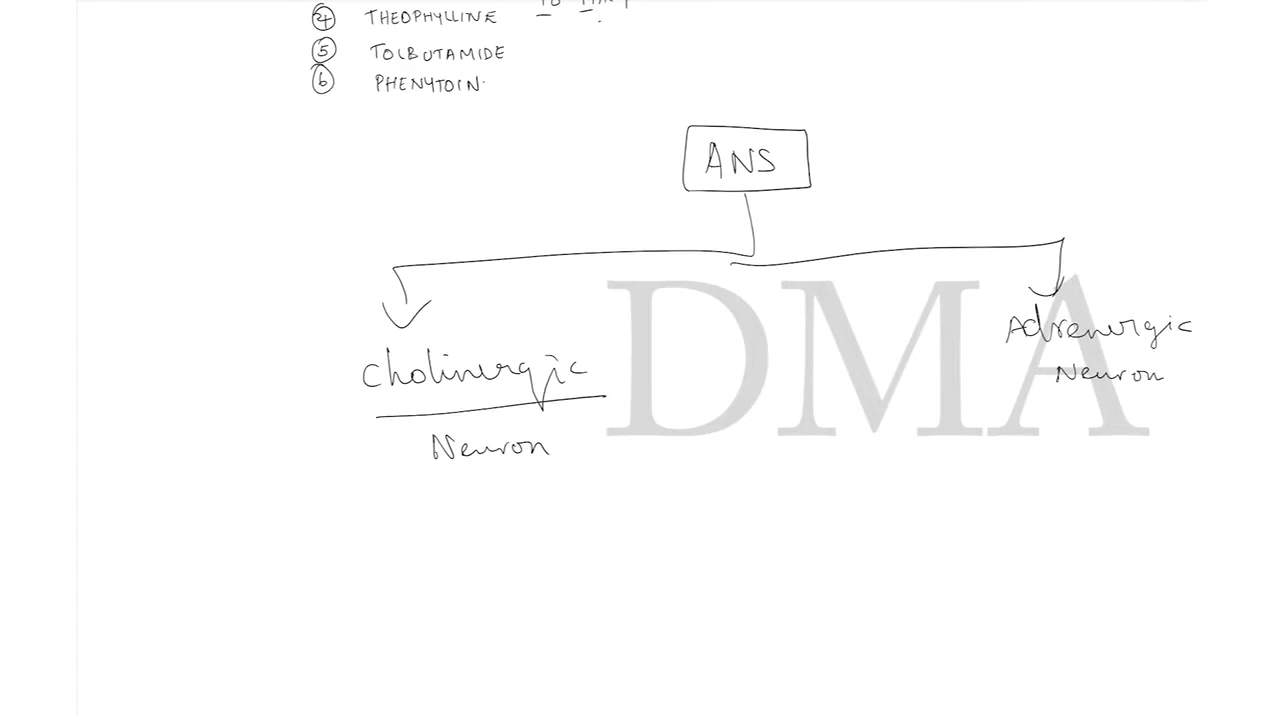 ④ THEOPHYLLINE
⑤ TOLBUTAMIDE
⑥ PHENYTOIN.
ANS
Cholinergic
Neuron
Adrenergic
Neuron
DMA